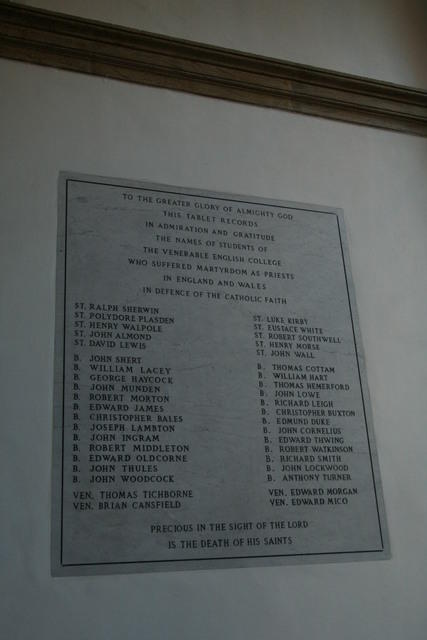 TO THE GREATER GLORY OF ALMIGHTY GOD
THIS TABLET RECORDS
IN ADMIRATION AND GRATITUDE
THE NAMES OF STUDENTS OF
THE VENERABLE ENGLISH COLLEGE
WHO SUFFERED MARTYRDOM AS PRIESTS
IN ENGLAND AND WALES
IN DEFENCE OF THE CATHOLIC FAITH
ST. RALPH SHERWIN
ST. POLYDORE PLASDEN
ST. HENRY WALPOLE
ST. JOHN ALMOND
ST. DAVID LEWIS
B. JOHN SHERT
B. WILLIAM LACEY
B. GEORGE HAYCOCK
B. JOHN MUNDEN
B. ROBERT MORTON
B. EDWARD JAMES
B. CHRISTOPHER BALES
B. JOSEPH LAMBTON
B. JOHN INGRAM
B. ROBERT MIDDLETON
B. EDWARD OLDCORNE
B. JOHN THULES
B. JOHN WOODCOCK
VEN. THOMAS TICHBORNE
VEN. BRIAN CANSFIELD
ST. LUKE KIRBY
ST. EUSTACE WHITE
ST. ROBERT SOUTHWELL
ST. HENRY MORSE
ST. JOHN WALL
B. THOMAS COTTAM
B. WILLIAM HART
B. THOMAS HEMERFORD
B. JOHN LOWE
B. RICHARD LEIGH
B. CHRISTOPHER BUXTON
B. EDMUND DUKE
B. JOHN CORNELIUS
B. EDWARD THWING
B. ROBERT WATKINSON
B. RICHARD SMITH
B. JOHN LOCKWOOD
B. ANTHONY TURNER
VEN. EDWARD MORGAN
VEN. EDWARD MICO
PRECIOUS IN THE SIGHT OF THE LORD
IS THE DEATH OF HIS SAINTS